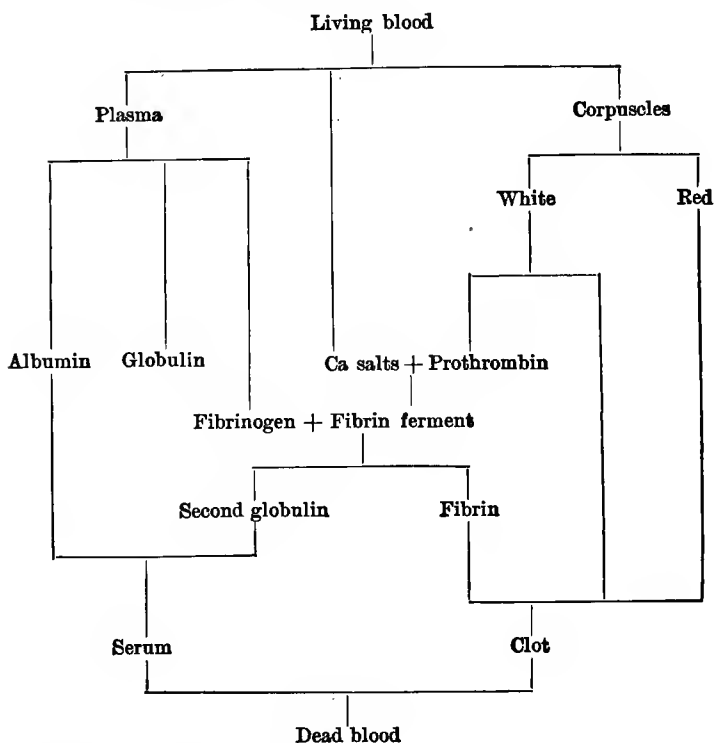 Living blood
Plasma
Corpuscles
White
Red
Albumin
Globulin
Ca salts + Prothrombin
Fibrinogen + Fibrin ferment
Second globulin
Fibrin
Serum
Clot
Dead blood